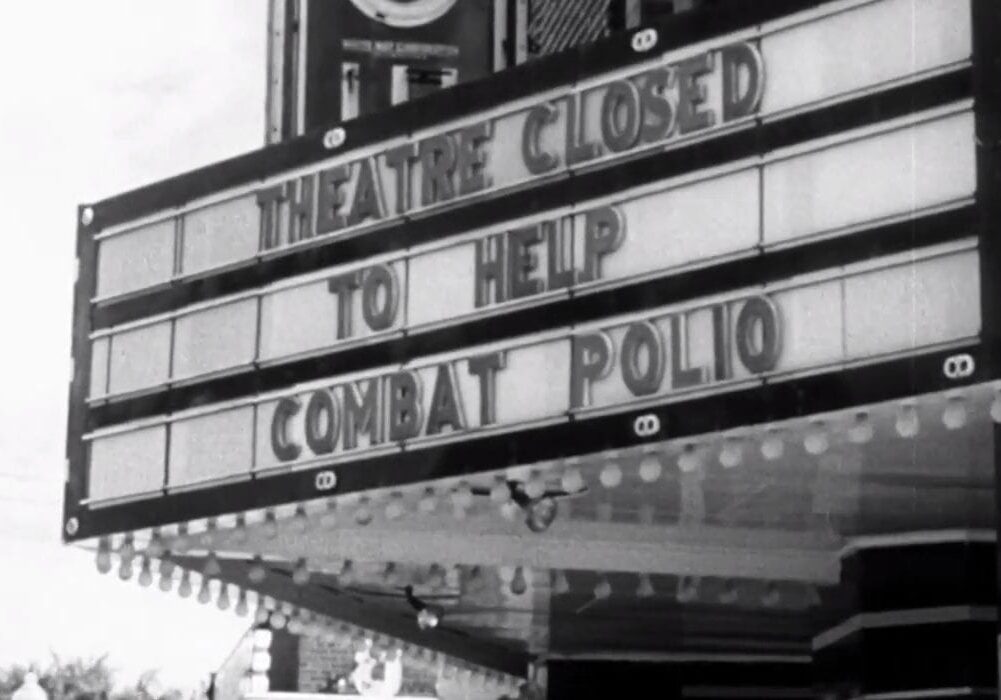 THEATRE CLOSED
TO HELP
COMBAT POLIO